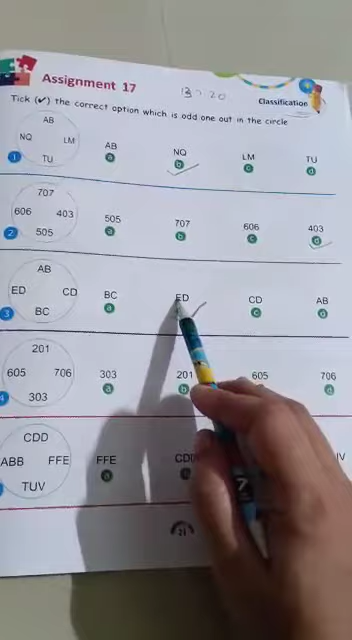 Assignment 17
Classification
Tick (✓) the correct option which is odd one out in the circle
AB
NQ LM
TU
1
AB NQ LM TU
a b c d
707
606 403
505
2
505 707 606 403
a b c d
AB
ED CD
BC
3
BC ED CD AB
a c d
201
605 706
303
4
303 201 605 706
a b d
CDD
ABB FFE
TUV
FFE CDD
a
21